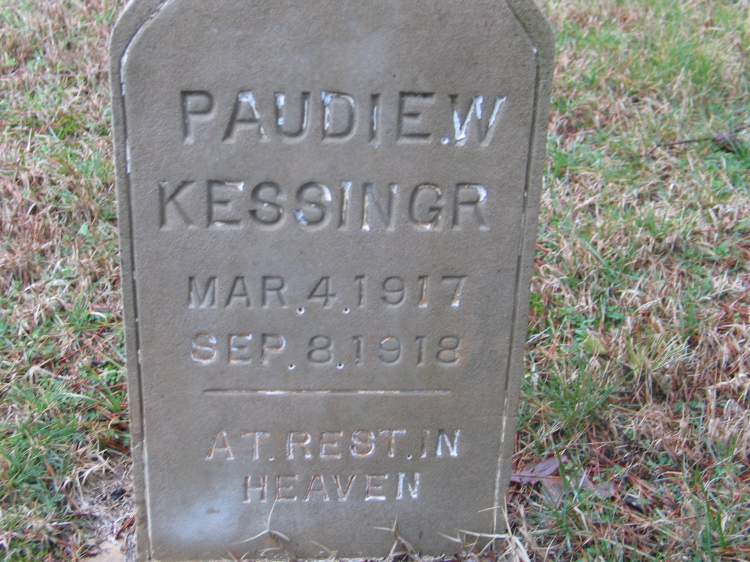 PAUDIE.W
KESSINGR
MAR.4.1917
SEP.8.1918
AT.REST.IN
HEAVEN